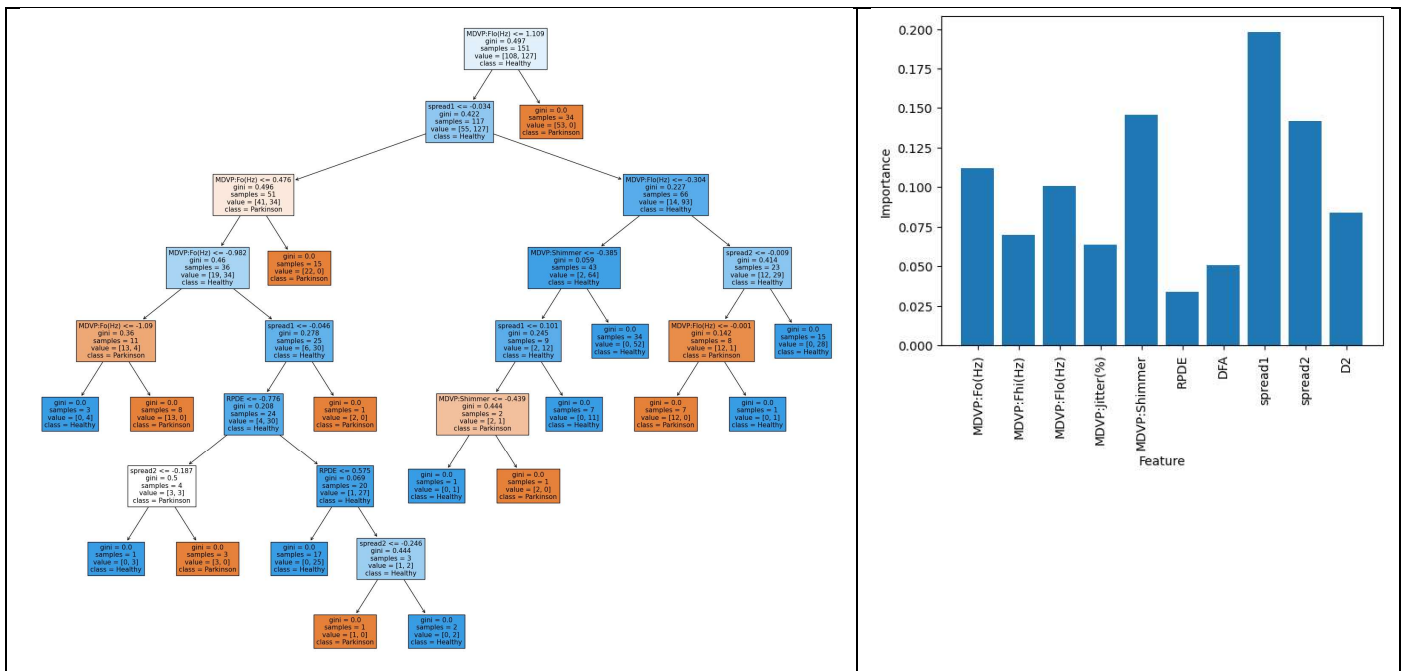 MDVP:Flo(Hz) <= 1.109
gini = 0.497
samples = 151
value = [108, 127]
class = Healthy
spread1 <= -0.034
gini = 0.422
samples = 117
value = [55, 127]
class = Healthy
gini = 0.0
samples = 34
value = [53, 0]
class = Parkinson
MDVP:Fo(Hz) <= 0.476
gini = 0.496
samples = 51
value = [41, 34]
class = Parkinson
MDVP:Flo(Hz) <= -0.304
gini = 0.227
samples = 66
value = [14, 93]
class = Healthy
MDVP:Fo(Hz) <= -0.982
gini = 0.46
samples = 36
value = [19, 34]
class = Healthy
gini = 0.0
samples = 15
value = [22, 0]
class = Parkinson
MDVP:Shimmer <= -0.385
gini = 0.059
samples = 43
value = [2, 64]
class = Healthy
spread2 <= -0.009
gini = 0.414
samples = 23
value = [12, 29]
class = Healthy
MDVP:Fo(Hz) <= -1.09
gini = 0.36
samples = 11
value = [13, 4]
class = Parkinson
spread1 <= -0.046
gini = 0.278
samples = 25
value = [6, 30]
class = Healthy
spread1 <= 0.101
gini = 0.245
samples = 9
value = [2, 12]
class = Healthy
gini = 0.0
samples = 34
value = [0, 52]
class = Healthy
MDVP:Flo(Hz) <= -0.001
gini = 0.142
samples = 8
value = [12, 1]
class = Parkinson
gini = 0.0
samples = 15
value = [0, 28]
class = Healthy
gini = 0.0
samples = 3
value = [0, 4]
class = Healthy
gini = 0.0
samples = 8
value = [13, 0]
class = Parkinson
RPDE <= -0.776
gini = 0.208
samples = 24
value = [4, 30]
class = Healthy
gini = 0.0
samples = 1
value = [2, 0]
class = Parkinson
MDVP:Shimmer <= -0.439
gini = 0.444
samples = 2
value = [2, 1]
class = Parkinson
gini = 0.0
samples = 7
value = [0, 11]
class = Healthy
gini = 0.0
samples = 7
value = [12, 0]
class = Parkinson
gini = 0.0
samples = 1
value = [0, 1]
class = Healthy
spread2 <= -0.187
gini = 0.5
samples = 4
value = [3, 3]
class = Parkinson
RPDE <= 0.575
gini = 0.069
samples = 20
value = [1, 27]
class = Healthy
gini = 0.0
samples = 1
value = [0, 1]
class = Healthy
gini = 0.0
samples = 1
value = [2, 0]
class = Parkinson
gini = 0.0
samples = 1
value = [0, 3]
class = Healthy
gini = 0.0
samples = 3
value = [3, 0]
class = Parkinson
gini = 0.0
samples = 17
value = [0, 25]
class = Healthy
spread2 <= -0.246
gini = 0.444
samples = 3
value = [1, 2]
class = Healthy
gini = 0.0
samples = 1
value = [1, 0]
class = Parkinson
gini = 0.0
samples = 2
value = [0, 2]
class = Healthy
0.200
0.175
0.150
0.125
0.100
0.075
0.050
0.025
0.000
Importance
MDVP:Fo(Hz)
MDVP:Fhi(Hz)
MDVP:Flo(Hz)
MDVP:Jitter(%)
MDVP:Shimmer
RPDE
DFA
spread1
spread2
D2
Feature